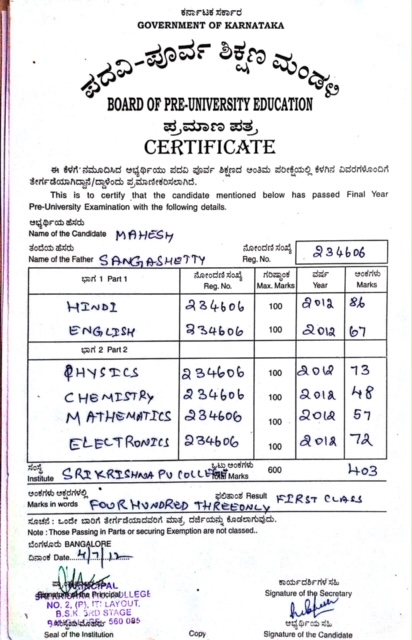 ಕರ್ನಾಟಕ ಸರ್ಕಾರ
GOVERNMENT OF KARNATAKA
ಪದವಿ-ಪೂರ್ವ ಶಿಕ್ಷಣ ಮಂಡಳಿ
BOARD OF PRE-UNIVERSITY EDUCATION
ಪ್ರಮಾಣ ಪತ್ರ
CERTIFICATE
ಈ ಕೆಳಗೆ ನಮೂದಿಸಿದ ಅಭ್ಯರ್ಥಿಯು ಪದವಿ ಪೂರ್ವ ಶಿಕ್ಷಣದ ಅಂತಿಮ ಪರೀಕ್ಷೆಯಲ್ಲಿ ಕೆಳಗಿನ ವಿವರಗಳೊಂದಿಗೆ
ತೇರ್ಗಡೆಯಾಗಿದ್ದಾನೆ/ದ್ದಾಳೆಂದು ಪ್ರಮಾಣೀಕರಿಸಲಾಗಿದೆ.
This is to certify that the candidate mentioned below has passed Final Year
Pre-University Examination with the following details.
ಅಭ್ಯರ್ಥಿಯ ಹೆಸರು
Name of the Candidate MAHESH
ತಂದೆಯ ಹೆಸರು ನೋಂದಣಿ ಸಂಖ್ಯೆ
Name of the Father SANGASHETTY Reg. No. 234606
ಭಾಗ 1 Part 1 ನೋಂದಣಿ ಸಂಖ್ಯೆ ಗರಿಷ್ಠಾಂಕ ವರ್ಷ ಅಂಕಗಳು
Reg. No. Max. Marks Year Marks
HINDI 234606 100 2012 86
ENGLISH 234606 100 2012 67
ಭಾಗ 2 Part 2
PHYSICS 234606 100 2012 73
CHEMISTRY 234606 100 2012 48
MATHEMATICS 234606 100 2012 57
ELECTRONICS 234606 100 2012 72
ಸಂಸ್ಥೆ ಒಟ್ಟು ಅಂಕಗಳು
Institute SRI KRISHNA PU COLLEGE Total Marks 600 403
ಅಂಕಗಳು ಅಕ್ಷರಗಳಲ್ಲಿ ಫಲಿತಾಂಶ Result FIRST CLASS
Marks in words FOUR HUNDRED THREE ONLY
ಸೂಚನೆ : ಒಂದೇ ಬಾರಿಗೆ ತೇರ್ಗಡೆಯಾದವರಿಗೆ ಮಾತ್ರ ದರ್ಜೆಯನ್ನು ಕೊಡಲಾಗುವುದು.
Note : Those Passing in Parts or securing Exemption are not classed..
ಬೆಂಗಳೂರು BANGALORE
ದಿನಾಂಕ Date 4/7/12
PRINCIPAL ಕಾರ್ಯದರ್ಶಿಗಳ ಸಹಿ
Signature of the Principal COLLEGE Signature of the Secretary
NO. 2, (P), ITI LAYOUT,
B.S.K. 3RD STAGE
560 085 ಅಭ್ಯರ್ಥಿಯ ಸಹಿ
Seal of the Institution Copy Signature of the Candidate